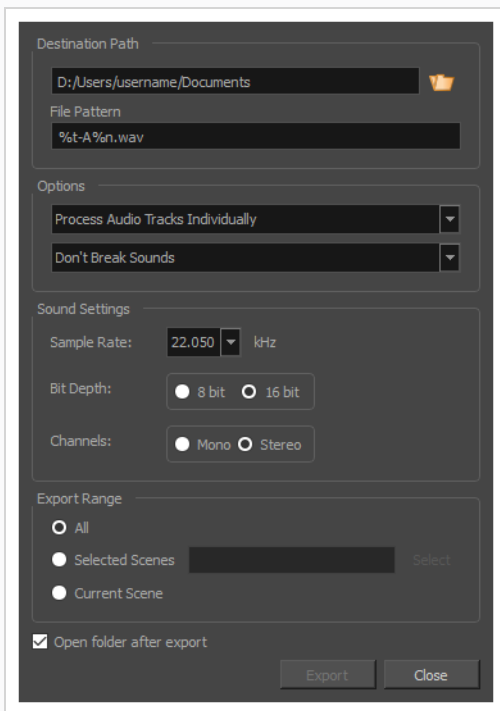 Destination Path
D:/Users/username/Documents
File Pattern
%t-A%n.wav
Options
Process Audio Tracks Individually
Don't Break Sounds
Sound Settings
Sample Rate: 22.050 kHz
Bit Depth: 8 bit 16 bit
Channels: Mono Stereo
Export Range
All
Selected Scenes Select
Current Scene
Open folder after export
Export Close